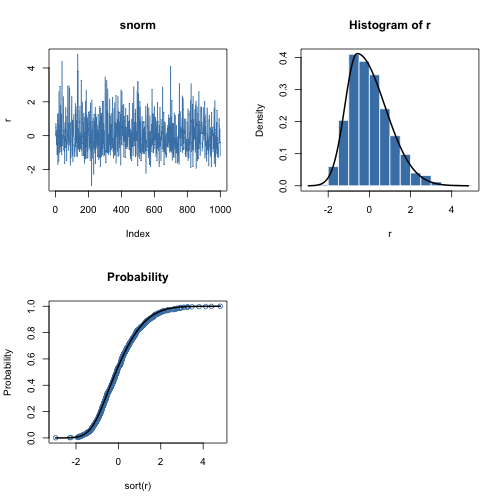 snorm
r
4
2
0
-2
0 200 400 600 800 1000
Index
Histogram of r
Density
0.4
0.3
0.2
0.1
0.0
-2 0 2 4
r
Probability
Probability
1.0
0.8
0.6
0.4
0.2
0.0
-2 0 2 4
sort(r)